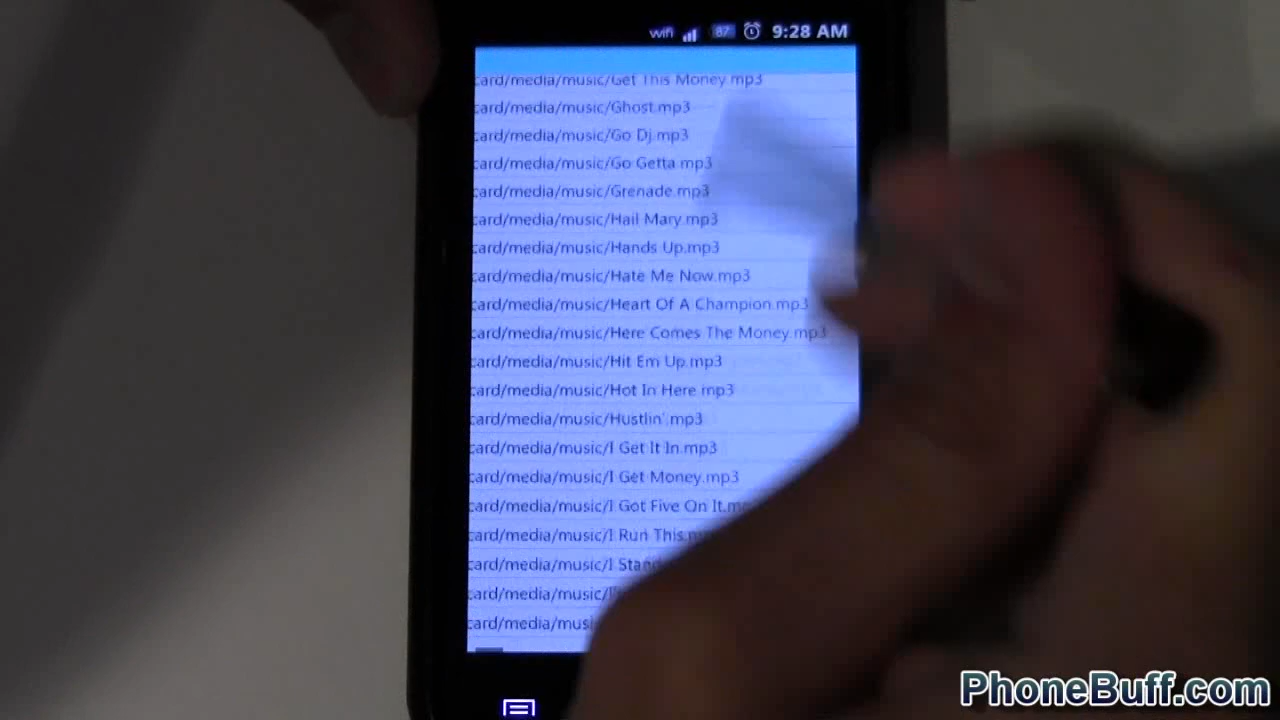 wifi 87 9:28 AM
card/media/music/Get This Money.mp3
card/media/music/Ghost.mp3
card/media/music/Go Dj.mp3
card/media/music/Go Getta.mp3
card/media/music/Grenade.mp3
card/media/music/Hail Mary.mp3
card/media/music/Hands Up.mp3
card/media/music/Hate Me Now.mp3
card/media/music/Heart Of A Champion.mp3
card/media/music/Here Comes The Money.mp3
card/media/music/Hit Em Up.mp3
card/media/music/Hot In Here.mp3
card/media/music/Hustlin'.mp3
card/media/music/I Get It In.mp3
card/media/music/I Get Money.mp3
card/media/music/I Got Five On It.m
card/media/music/I Run This.m
card/media/music/I Stand
card/media/music/
card/media/musi
PhoneBuff.com